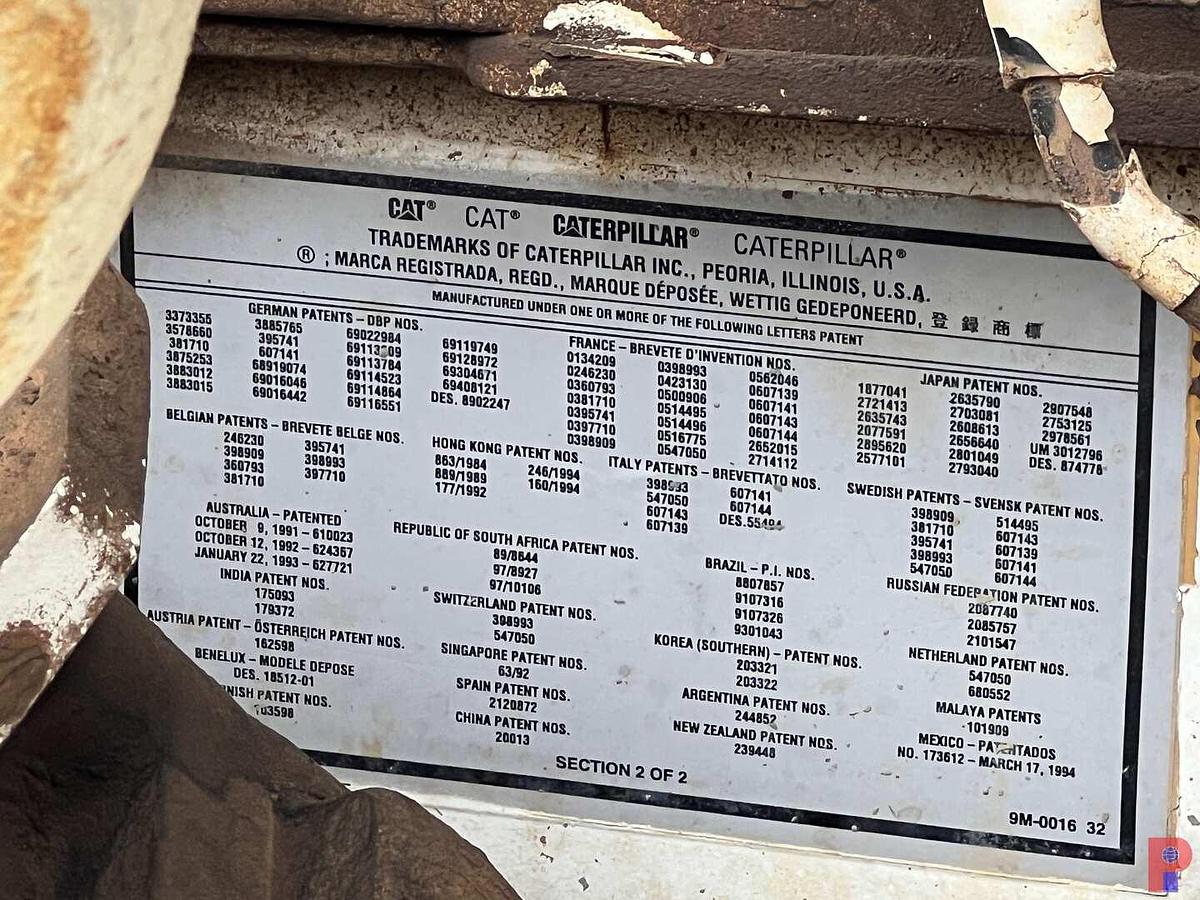 CAT® CAT® CATERPILLAR® CATERPILLAR®
TRADEMARKS OF CATERPILLAR INC., PEORIA, ILLINOIS, U.S.A.
® ; MARCA REGISTRADA, REGD., MARQUE DÉPOSÉE, WETTIG GEDEPONEERD, 登 録 商 標
MANUFACTURED UNDER ONE OR MORE OF THE FOLLOWING LETTERS PATENT
GERMAN PATENTS – DBP NOS.
3373355 3885765 69022984 69119749
3578660 395741 69128972
381710 607141 69113784 69304671
3875253 68919074 69114523 69408121
3883012 69016046 69114864 DES. 8902247
3883015 69016442 69116551
FRANCE – BREVETE D'INVENTION NOS.
0134209 0398993 0562046
0246230 0423130 0607139
0360793 0500906 0607141
0381710 0514495 0607143
0395741 0514496 0607144
0397710 0516775 2652015
0398909 0547050 2714112
JAPAN PATENT NOS.
1877041 2635790 2907548
2721413 2703081 2753125
2635743 2608613 2978561
2077591 2656640 UM 3012796
2895620 2801049 DES. 874778
2577101 2793040
BELGIAN PATENTS – BREVETE BELGE NOS.
246230 395741
398909 398993
360793 397710
381710
HONG KONG PATENT NOS.
863/1984 246/1994
889/1989 160/1994
177/1992
ITALY PATENTS – BREVETTATO NOS.
398993 607141
547050 607144
607143 DES.
607139
SWEDISH PATENTS – SVENSK PATENT NOS.
398909 514495
381710 607143
395741 607139
398993 607141
547050 607144
AUSTRALIA – PATENTED
OCTOBER 9, 1991 – 610023
OCTOBER 12, 1992 – 624367
JANUARY 22, 1993 – 627721
REPUBLIC OF SOUTH AFRICA PATENT NOS.
89/8644
97/8927
97/10106
BRAZIL – P.I. NOS.
8807857
9107316
9107326
9301043
RUSSIAN FEDERATION PATENT NOS.
2087740
2085757
2101547
INDIA PATENT NOS.
175093
179372
SWITZERLAND PATENT NOS.
398993
547050
KOREA (SOUTHERN) – PATENT NOS.
203321
203322
NETHERLAND PATENT NOS.
547050
680552
AUSTRIA PATENT – ÖSTERREICH PATENT NOS.
162598
SINGAPORE PATENT NOS.
63/92
ARGENTINA PATENT NOS.
244852
MALAYA PATENTS
101909
BENELUX – MODELE DEPOSE
DES. 18512-01
SPAIN PATENT NOS.
2120872
NEW ZEALAND PATENT NOS.
239448
MEXICO – PATENTADOS
NO. 173612 – MARCH 17, 1994
PATENT NOS.
CHINA PATENT NOS.
20013
SECTION 2 OF 2
9M-0016 32